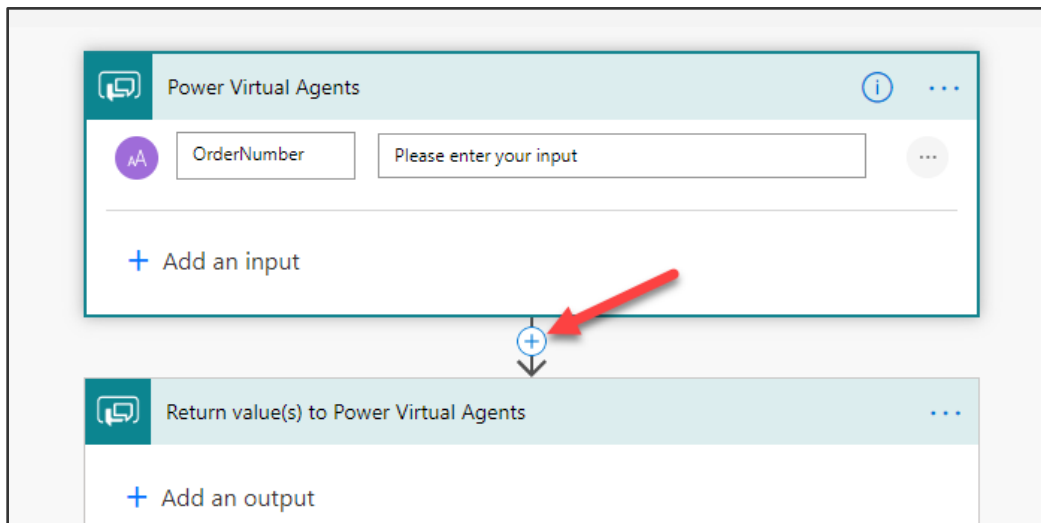 Power Virtual Agents
OrderNumber
Please enter your input
Add an input
Return value(s) to Power Virtual Agents
Add an output